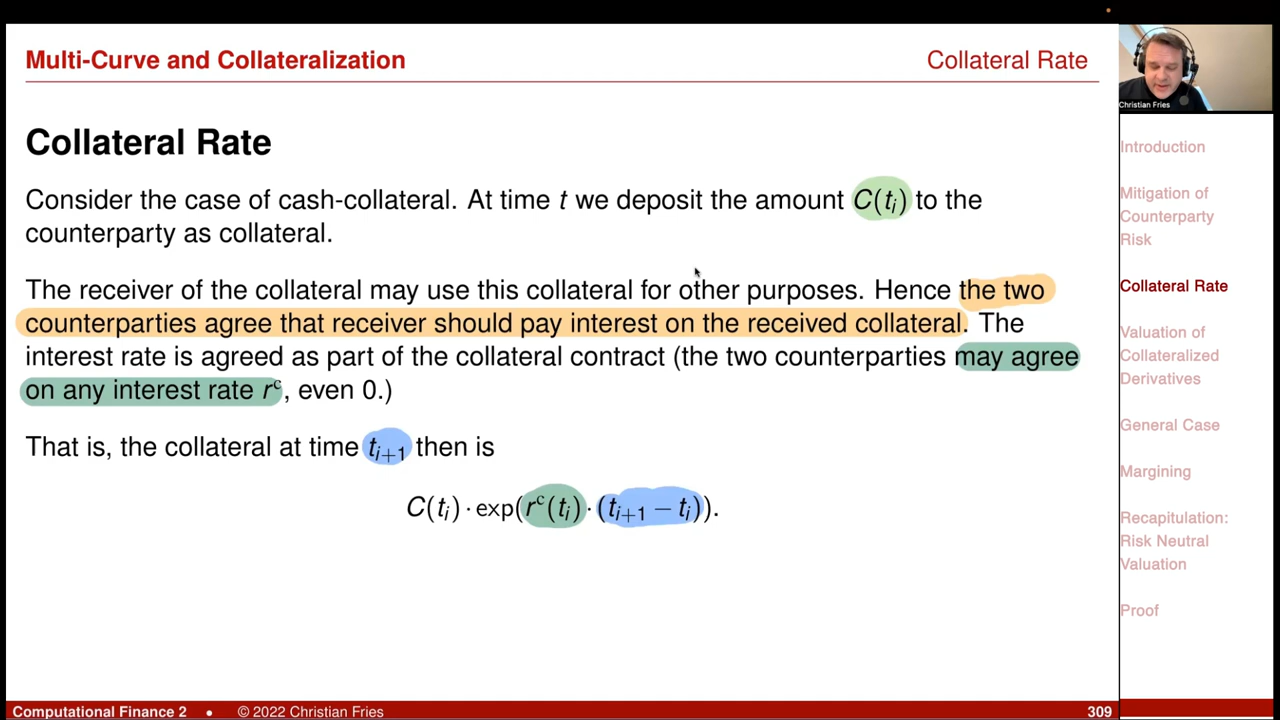 Multi-Curve and Collateralization
Collateral Rate
Christian Fries
Collateral Rate
Consider the case of cash-collateral. At time t we deposit the amount C(tᵢ) to the
counterparty as collateral.
The receiver of the collateral may use this collateral for other purposes. Hence the two
counterparties agree that receiver should pay interest on the received collateral. The
interest rate is agreed as part of the collateral contract (the two counterparties may agree
on any interest rate rᶜ, even 0.)
That is, the collateral at time tᵢ₊₁ then is
C(tᵢ) · exp(rᶜ(tᵢ) · (tᵢ₊₁ − tᵢ)).
Introduction
Mitigation of
Counterparty
Risk
Collateral Rate
Valuation of
Collateralized
Derivatives
General Case
Margining
Recapitulation:
Risk Neutral
Valuation
Proof
Computational Finance 2 • © 2022 Christian Fries
309